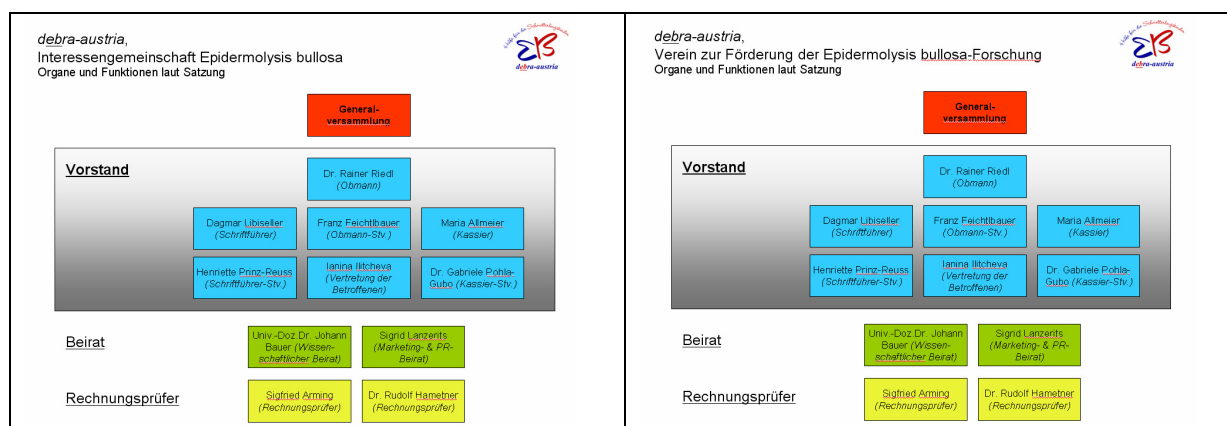 debra-austria,
Interessengemeinschaft Epidermolysis bullosa
Organe und Funktionen laut Satzung
debra-austria
General-
versammlung
Vorstand
Dr. Rainer Riedl
(Obmann)
Dagmar Libiseller
(Schriftführer)
Franz Feichtlbauer
(Obmann-Stv.)
Maria Allmeier
(Kassier)
Henriette Prinz-Reuss
(Schriftführer-Stv.)
Ianina Ilitcheva
(Vertretung der
Betroffenen)
Dr. Gabriele Pohla-
Gubo (Kassier-Stv.)
Beirat
Univ.-Doz.Dr. Johann
Bauer (Wissen-
schaftlicher Beirat)
Sigrid Lanzerits
(Marketing- & PR-
Beirat)
Rechnungsprüfer
Sigfried Arming
(Rechnungsprüfer)
Dr. Rudolf Hametner
(Rechnungsprüfer)
debra-austria,
Verein zur Förderung der Epidermolysis bullosa-Forschung
Organe und Funktionen laut Satzung
debra-austria
General-
versammlung
Vorstand
Dr. Rainer Riedl
(Obmann)
Dagmar Libiseller
(Schriftführer)
Franz Feichtlbauer
(Obmann-Stv.)
Maria Allmeier
(Kassier)
Henriette Prinz-Reuss
(Schriftführer-Stv.)
Ianina Ilitcheva
(Vertretung der
Betroffenen)
Dr. Gabriele Pohla-
Gubo (Kassier-Stv.)
Beirat
Univ.-Doz.Dr. Johann
Bauer (Wissen-
schaftlicher Beirat)
Sigrid Lanzerits
(Marketing- & PR-
Beirat)
Rechnungsprüfer
Sigfried Arming
(Rechnungsprüfer)
Dr. Rudolf Hametner
(Rechnungsprüfer)